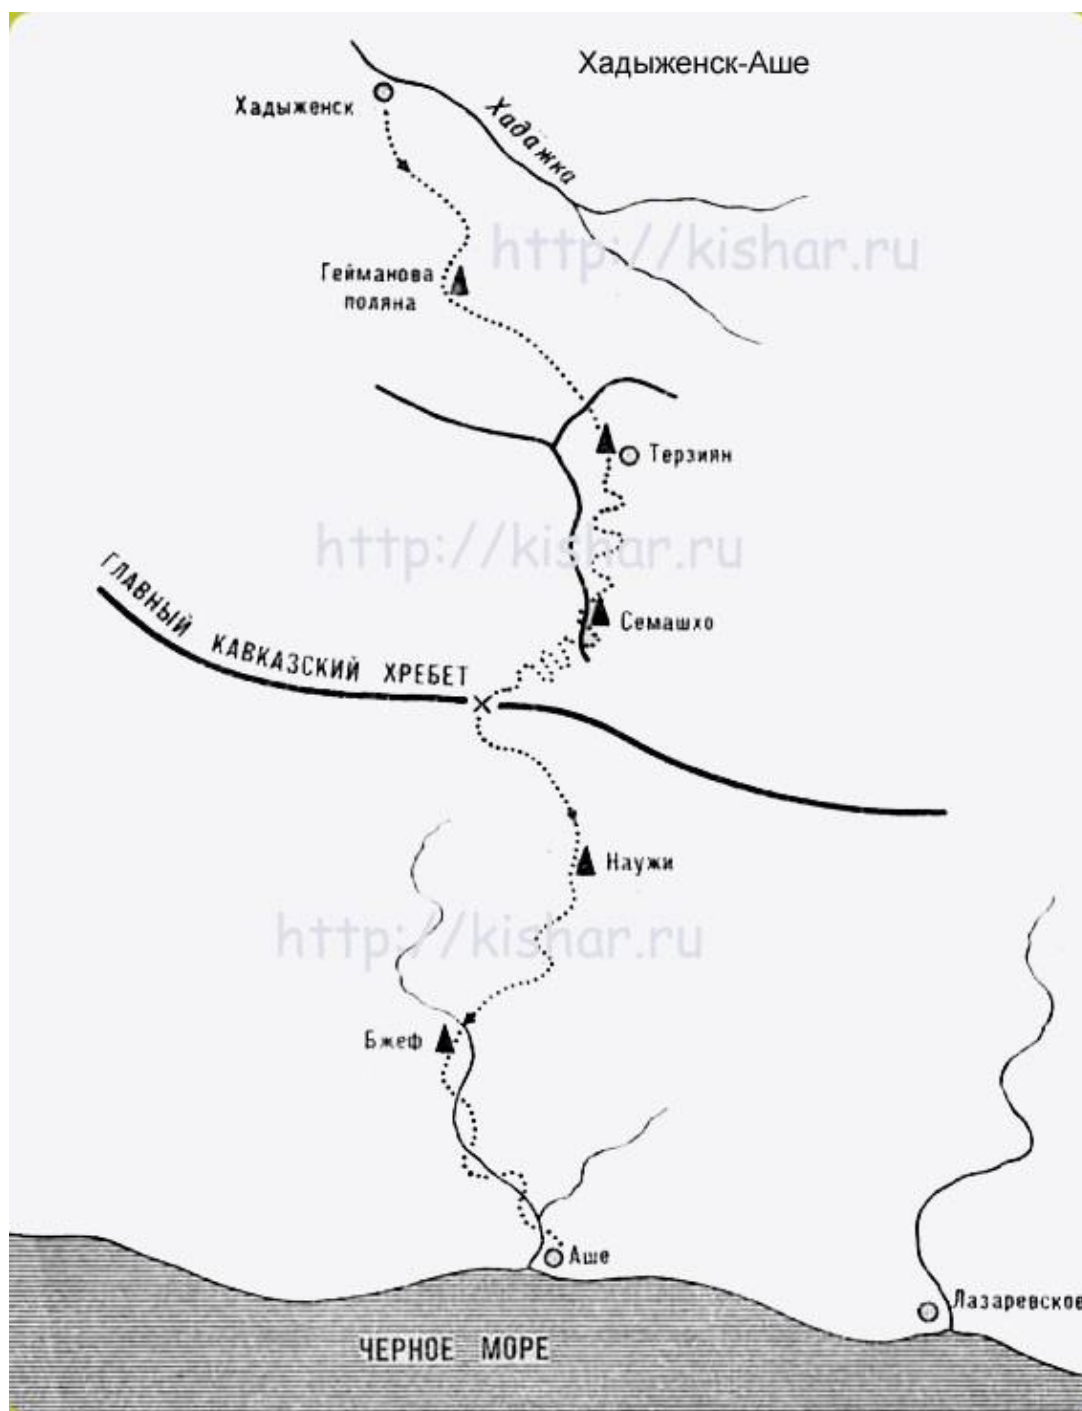 Хадыженск-Аше
Хадыженск
Хадажка
http://kishar.ru
Гейманова
поляна
Терзиян
http://kishar.ru
ГЛАВНЫЙ КАВКАЗСКИЙ ХРЕБЕТ
Семашхо
Наужи
http://kishar.ru
Бжеф
Аше
Лазаревское
ЧЕРНОЕ МОРЕ